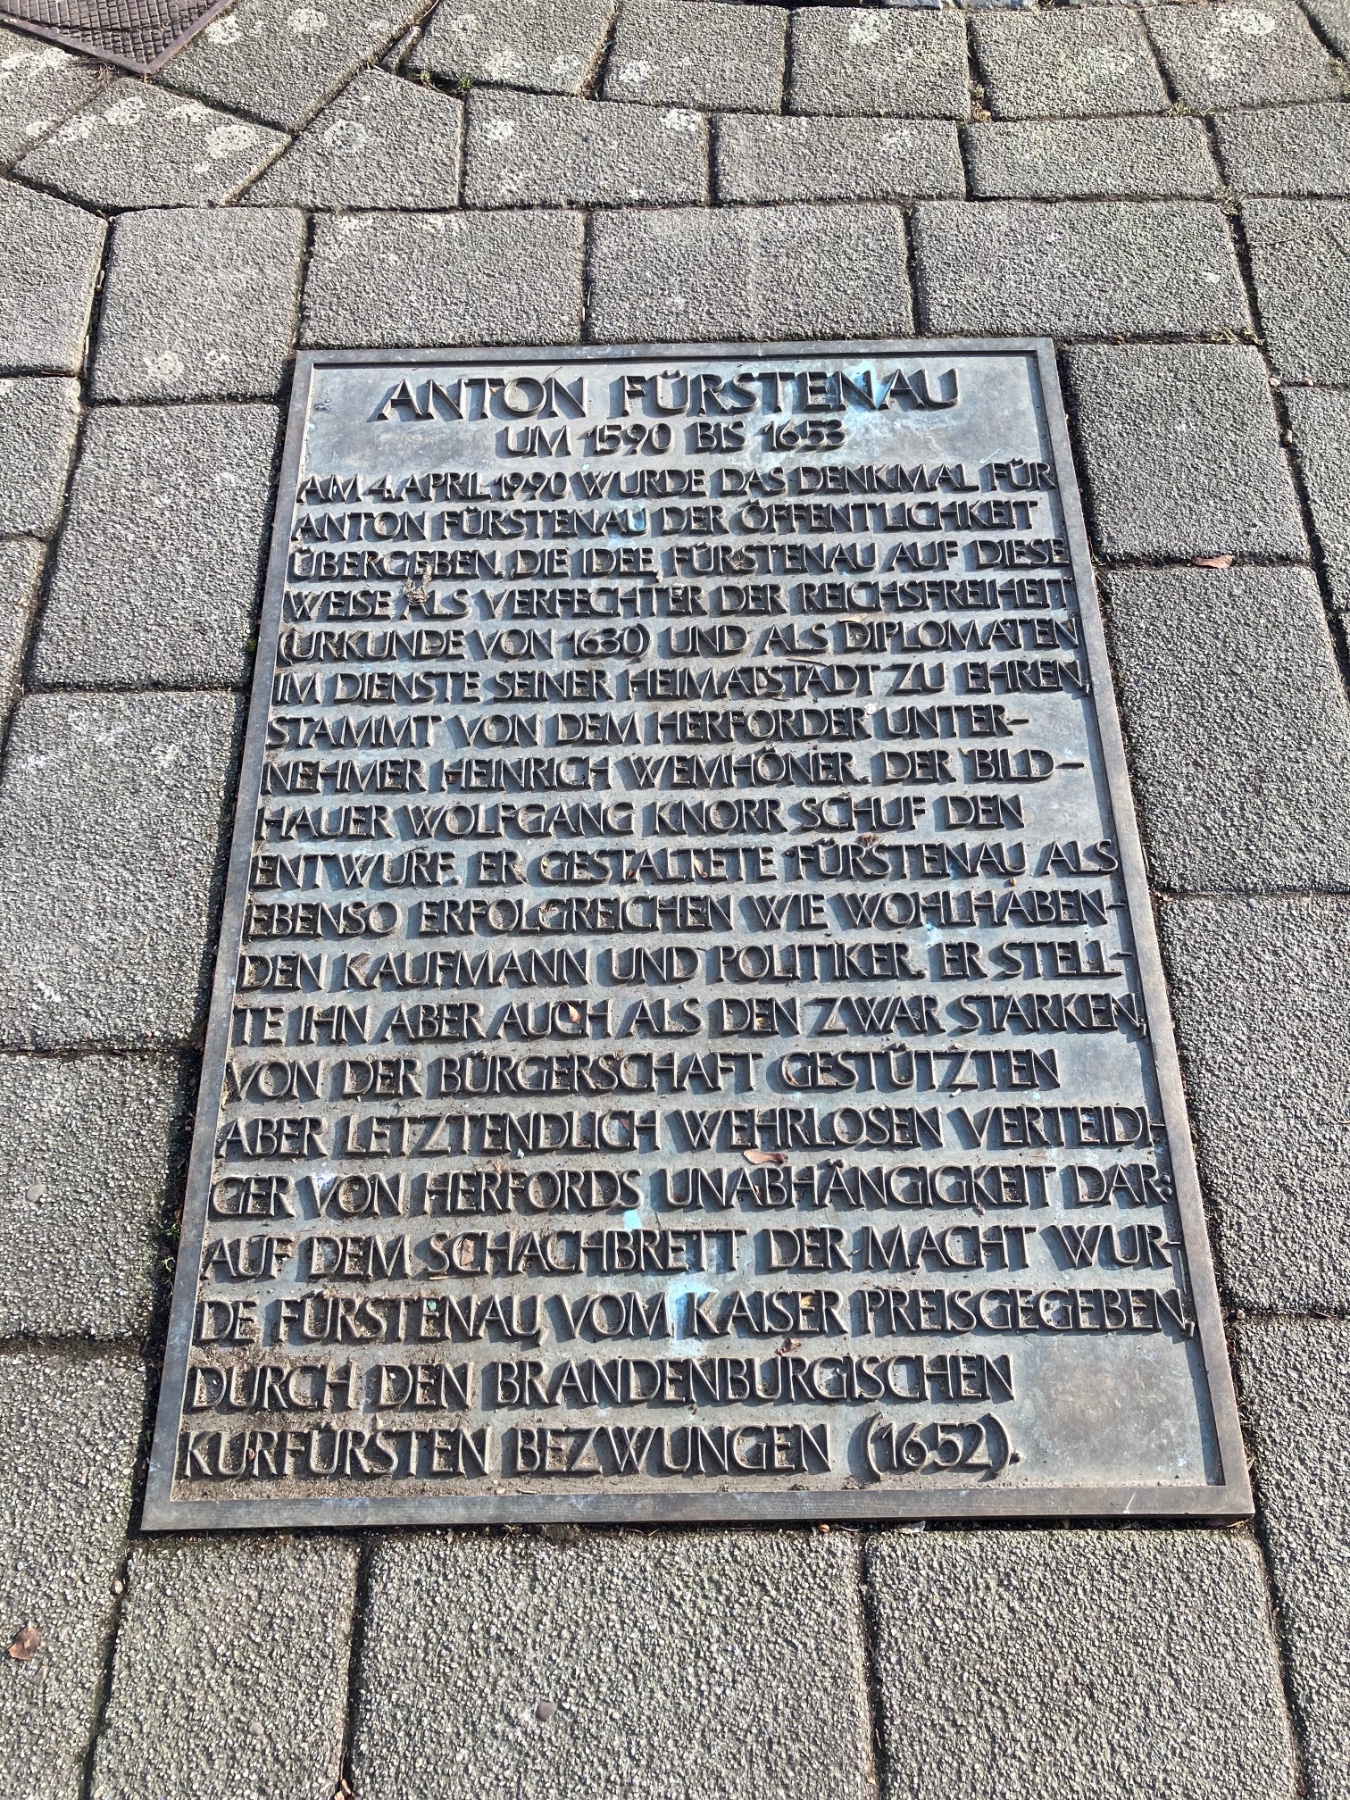 ANTON FÜRSTENAU
UM 1590 BIS 1653
AM 4. APRIL 1990 WURDE DAS DENKMAL FÜR
ANTON FÜRSTENAU DER ÖFFENTLICHKEIT
ÜBERGEBEN. DIE IDEE, FÜRSTENAU AUF DIESE
WEISE ALS VERFECHTER DER REICHSFREIHEIT
(URKUNDE VON 1630) UND ALS DIPLOMATEN
IM DIENSTE SEINER HEIMATSTADT ZU EHREN,
STAMMT VON DEM HERFORDER UNTER-
NEHMER HEINRICH WEMHÖNER. DER BILD-
HAUER WOLFGANG KNORR SCHUF DEN
ENTWURF. ER GESTALTETE FÜRSTENAU ALS
EBENSO ERFOLGREICHEN WIE WOHLHABEN-
DEN KAUFMANN UND POLITIKER. ER STELL-
TE IHN ABER AUCH ALS DEN ZWAR STARKEN,
VON DER BÜRGERSCHAFT GESTÜTZTEN
ABER LETZTENDLICH WEHRLOSEN VERTEIDI-
GER VON HERFORDS UNABHÄNGIGKEIT DAR:
AUF DEM SCHACHBRETT DER MACHT WUR-
DE FÜRSTENAU, VOM KAISER PREISGEGEBEN,
DURCH DEN BRANDENBURGISCHEN
KURFÜRSTEN BEZWUNGEN (1652).